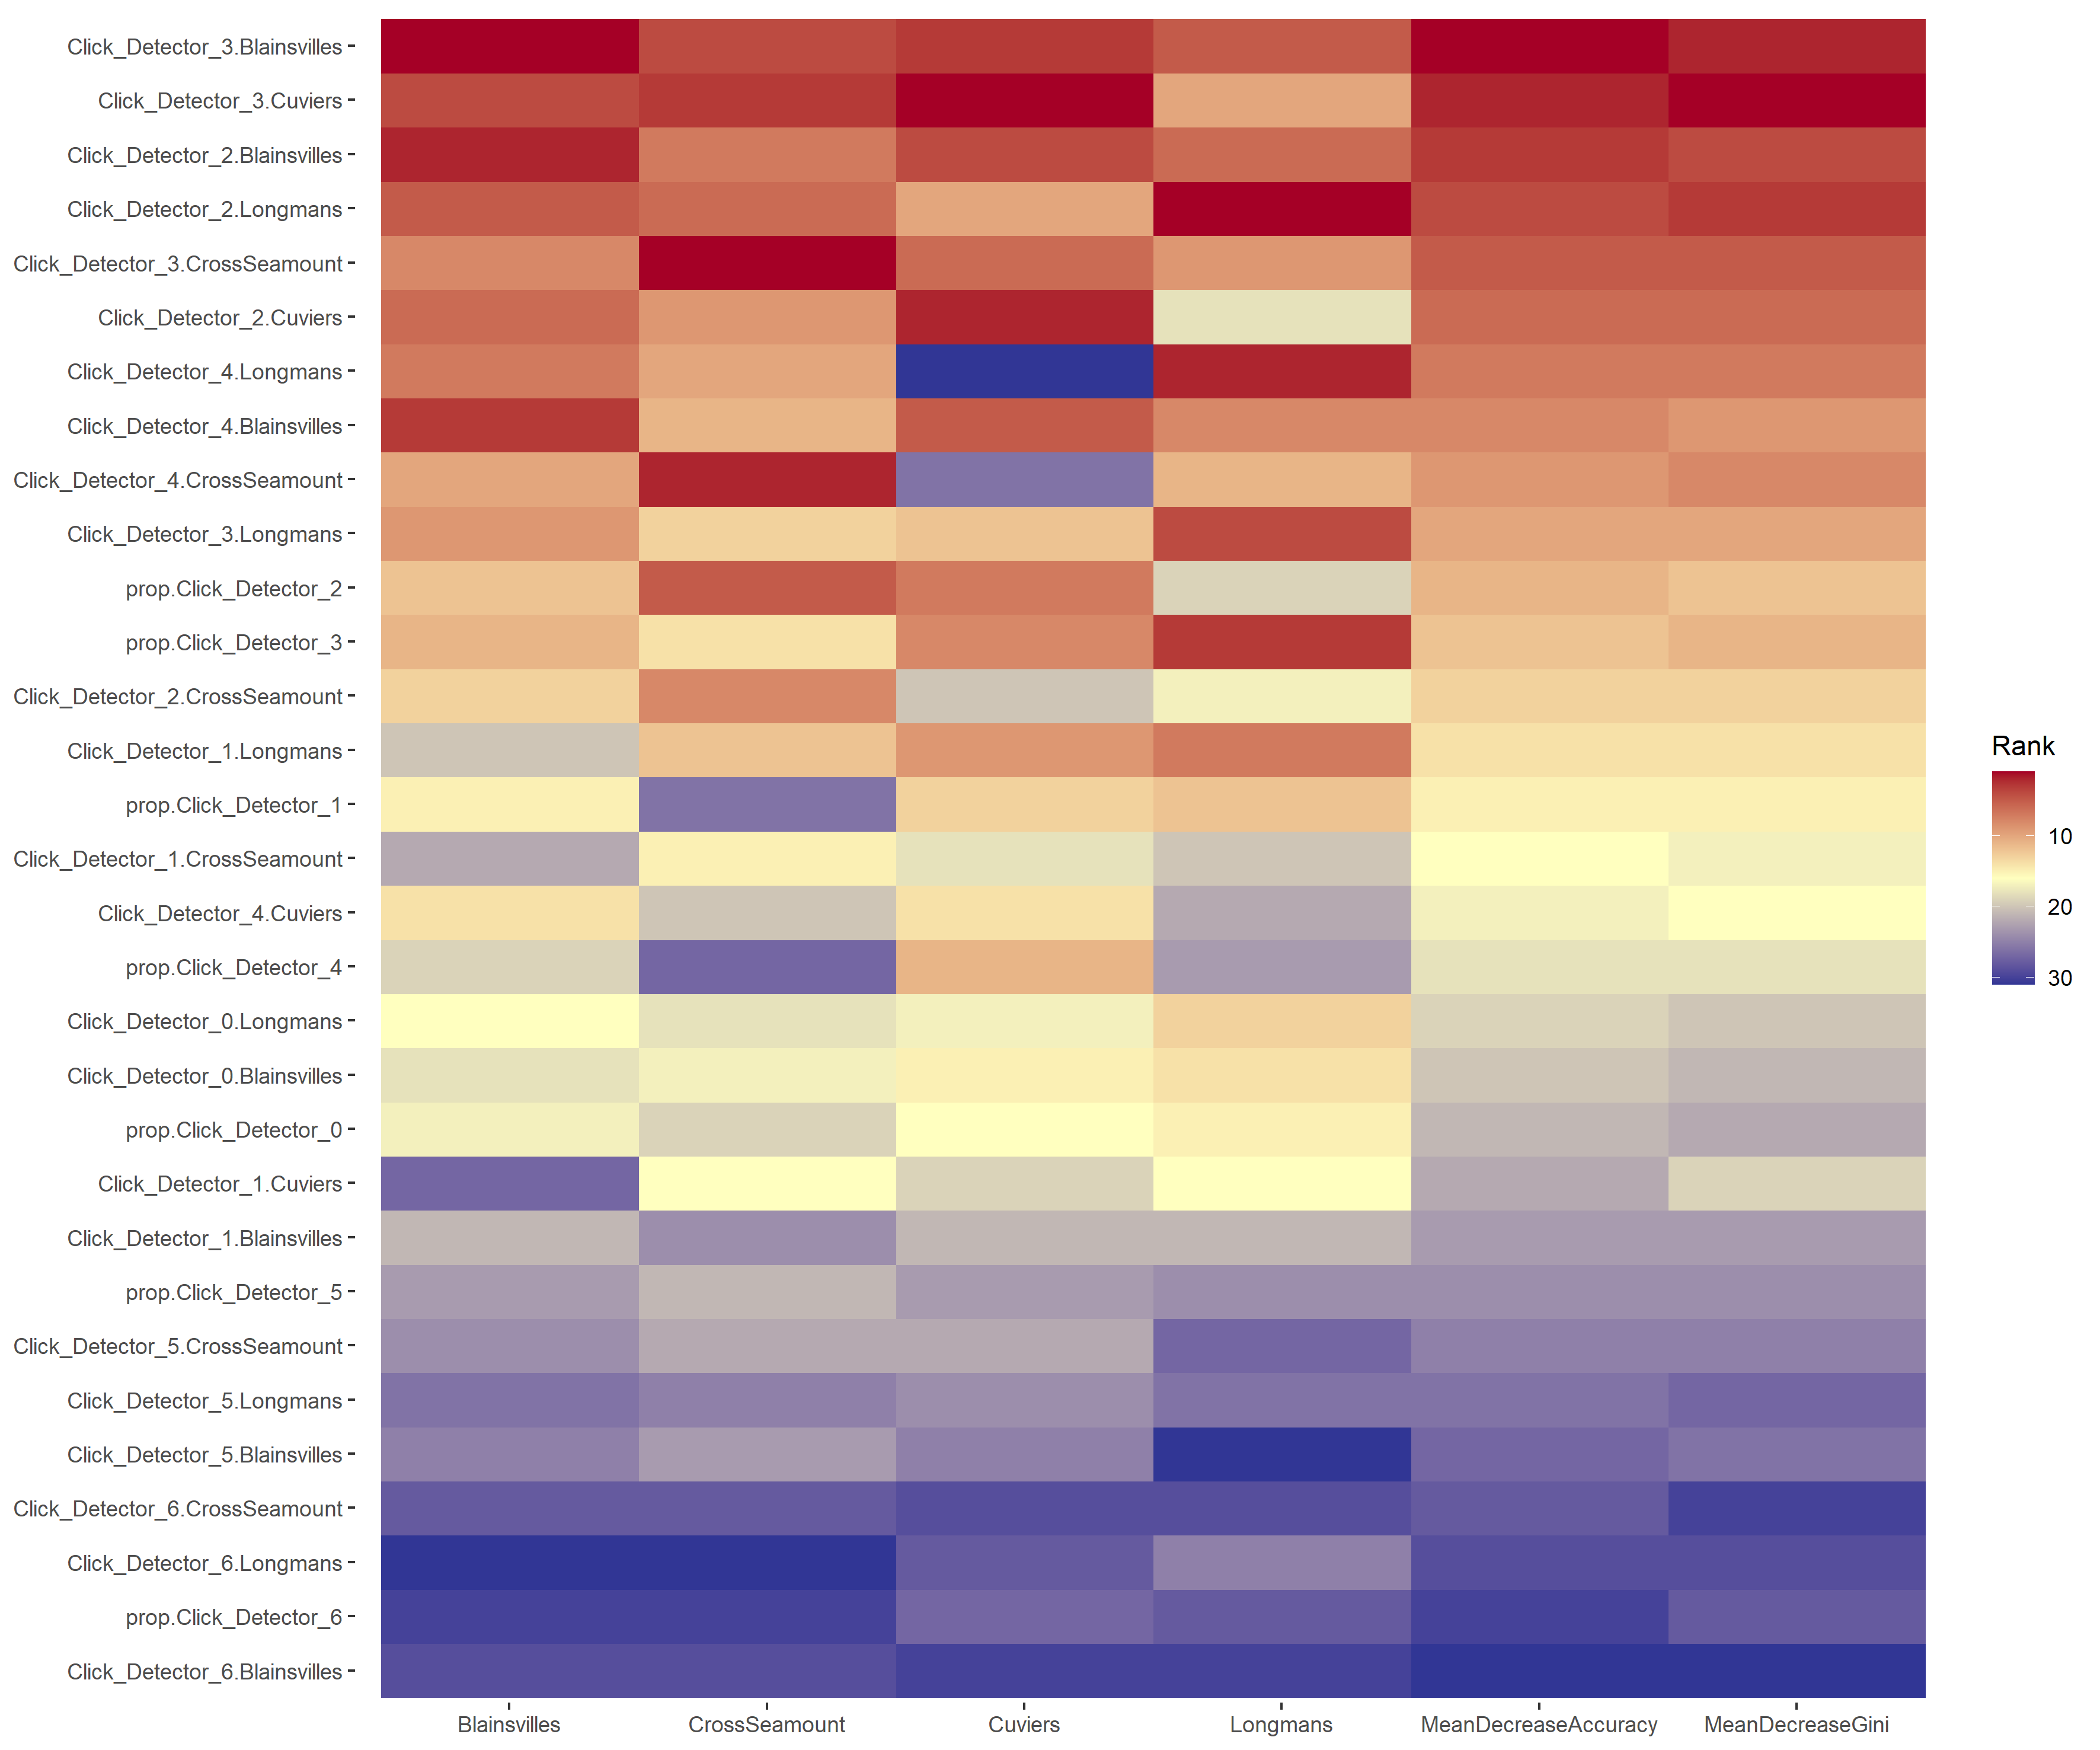 Click_Detector_3.Blainsvilles
Click_Detector_3.Cuviers
Click_Detector_2.Blainsvilles
Click_Detector_2.Longmans
Click_Detector_3.CrossSeamount
Click_Detector_2.Cuviers
Click_Detector_4.Longmans
Click_Detector_4.Blainsvilles
Click_Detector_4.CrossSeamount
Click_Detector_3.Longmans
prop.Click_Detector_2
prop.Click_Detector_3
Click_Detector_2.CrossSeamount
Click_Detector_1.Longmans
prop.Click_Detector_1
Click_Detector_1.CrossSeamount
Click_Detector_4.Cuviers
prop.Click_Detector_4
Click_Detector_0.Longmans
Click_Detector_0.Blainsvilles
prop.Click_Detector_0
Click_Detector_1.Cuviers
Click_Detector_1.Blainsvilles
prop.Click_Detector_5
Click_Detector_5.CrossSeamount
Click_Detector_5.Longmans
Click_Detector_5.Blainsvilles
Click_Detector_6.CrossSeamount
Click_Detector_6.Longmans
prop.Click_Detector_6
Click_Detector_6.Blainsvilles
Blainsvilles CrossSeamount Cuviers Longmans MeanDecreaseAccuracy MeanDecreaseGini
Rank
10
20
30